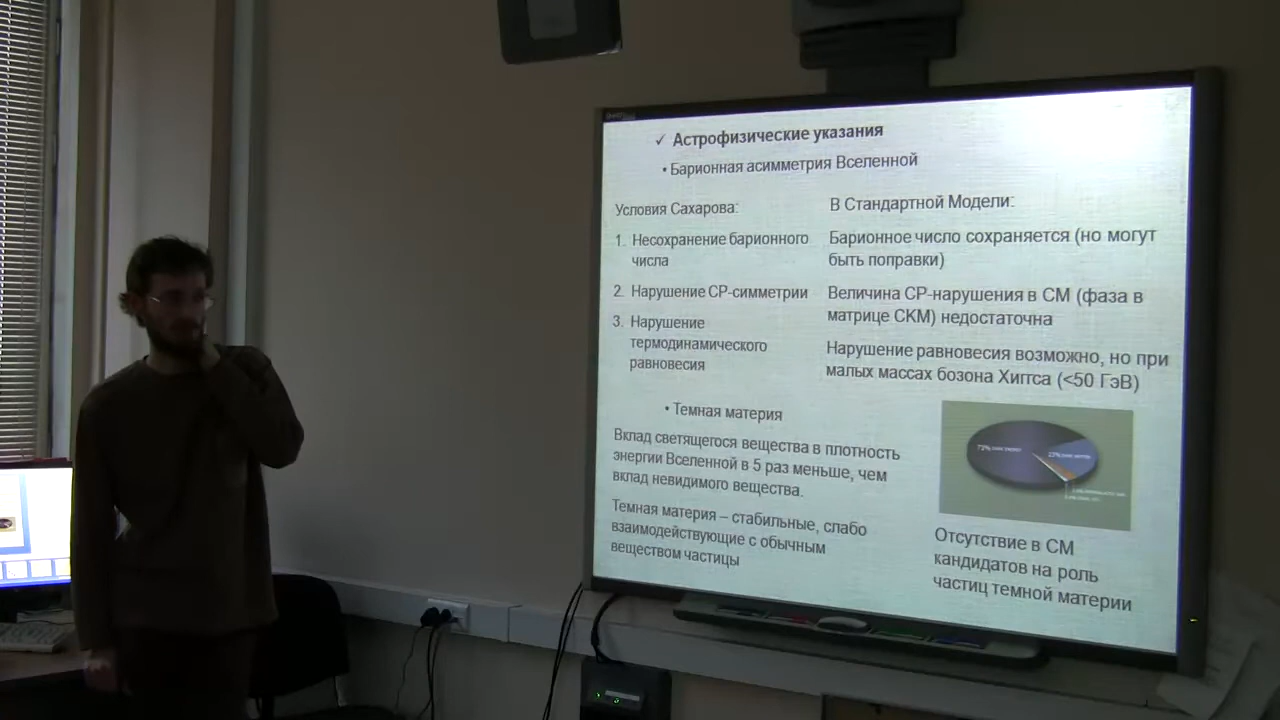 ✓ Астрофизические указания
• Барионная асимметрия Вселенной
Условия Сахарова:
1. Несохранение барионного
числа
2. Нарушение CP-симметрии
3. Нарушение
термодинамического
равновесия
В Стандартной Модели:
Барионное число сохраняется (но могут
быть поправки)
Величина CP-нарушения в СМ (фаза в
матрице СКМ) недостаточна
Нарушение равновесия возможно, но при
малых массах бозона Хиггса (<50 ГэВ)
• Темная материя
Вклад светящегося вещества в плотность
энергии Вселенной в 5 раз меньше, чем
вклад невидимого вещества.
Темная материя – стабильные, слабо
взаимодействующие с обычным
веществом частицы
Отсутствие в СМ
кандидатов на роль
частиц темной материи